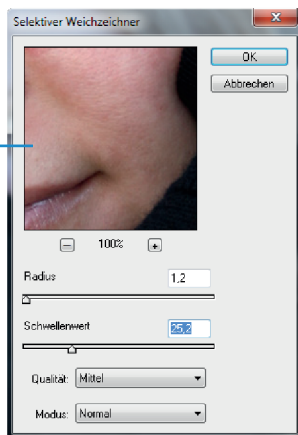 Selektiver Weichzeichner
OK
Abbrechen
100%
Radius 1,2
Schwellenwert 25,2
Qualität: Mittel
Modus: Normal